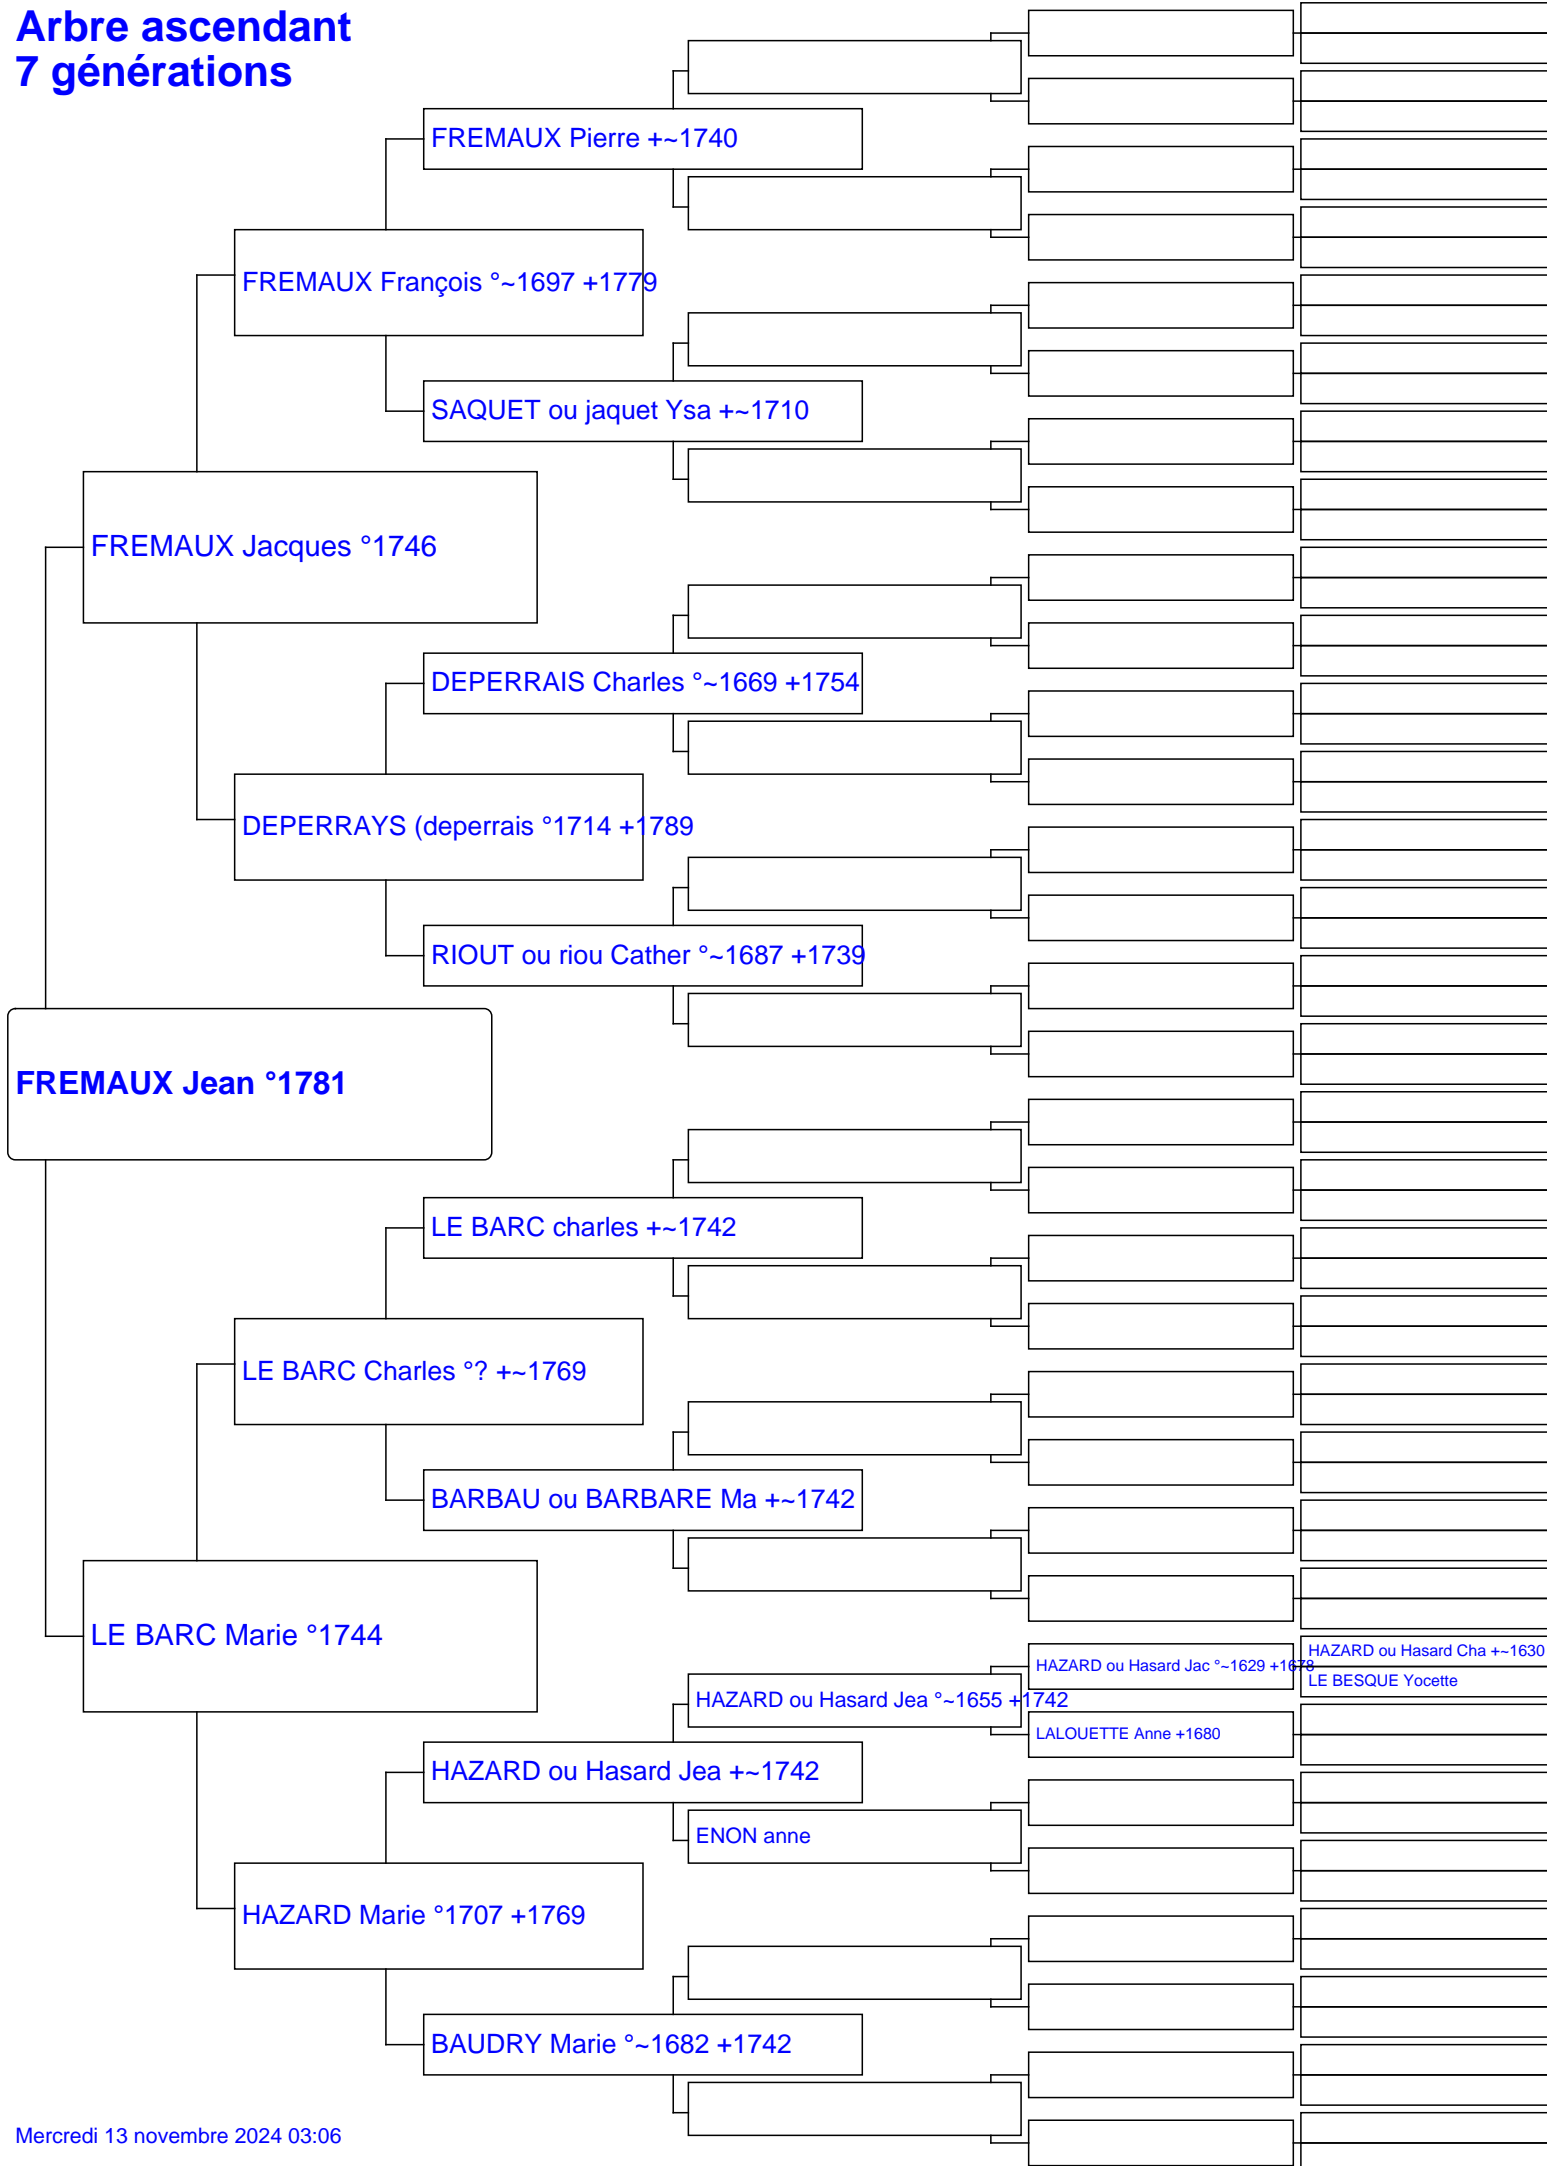 Arbre ascendant
7 générations
FREMAUX Pierre +~1740
FREMAUX François °~1697 +1779
SAQUET ou jaquet Ysa +~1710
FREMAUX Jacques °1746
DEPERRAIS Charles °~1669 +1754
DEPERRAYS (deperrais °1714 +1789
RIOUT ou riou Cather °~1687 +1739
FREMAUX Jean °1781
LE BARC charles +~1742
LE BARC Charles °? +~1769
BARBAU ou BARBARE Ma +~1742
LE BARC Marie °1744
HAZARD ou Hasard Cha +~1630
HAZARD ou Hasard Jac °~1629 +1678
LE BESQUE Yocette
HAZARD ou Hasard Jea °~1655 +1742
LALOUETTE Anne +1680
HAZARD ou Hasard Jea +~1742
ENON anne
HAZARD Marie °1707 +1769
BAUDRY Marie °~1682 +1742
Mercredi 13 novembre 2024 03:06